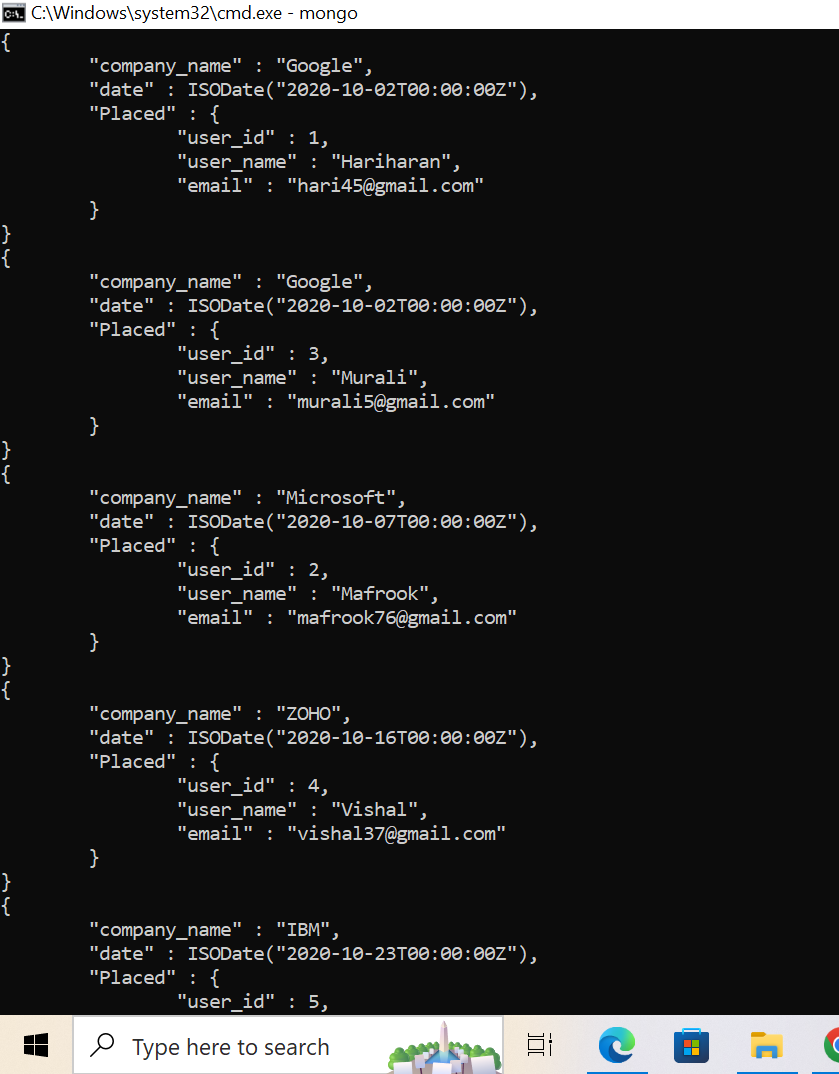 C:\Windows\system32\cmd.exe - mongo
{
"company_name" : "Google",
"date" : ISODate("2020-10-02T00:00:00Z"),
"Placed" : {
"user_id" : 1,
"user_name" : "Hariharan",
"email" : "hari45@gmail.com"
}
}
{
"company_name" : "Google",
"date" : ISODate("2020-10-02T00:00:00Z"),
"Placed" : {
"user_id" : 3,
"user_name" : "Murali",
"email" : "murali5@gmail.com"
}
}
{
"company_name" : "Microsoft",
"date" : ISODate("2020-10-07T00:00:00Z"),
"Placed" : {
"user_id" : 2,
"user_name" : "Mafrook",
"email" : "mafrook76@gmail.com"
}
}
{
"company_name" : "ZOHO",
"date" : ISODate("2020-10-16T00:00:00Z"),
"Placed" : {
"user_id" : 4,
"user_name" : "Vishal",
"email" : "vishal37@gmail.com"
}
}
{
"company_name" : "IBM",
"date" : ISODate("2020-10-23T00:00:00Z"),
"Placed" : {
"user_id" : 5,
Type here to search